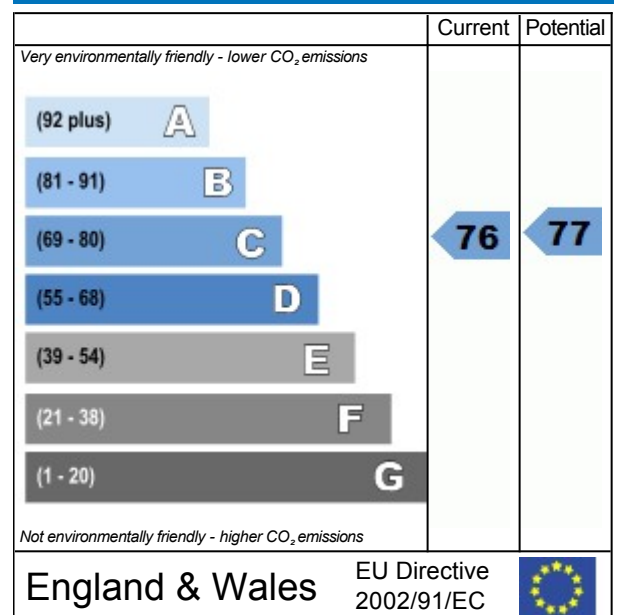 Current Potential
Very environmentally friendly - lower CO₂ emissions
(92 plus) A
(81 - 91) B
(69 - 80) C
76 77
(55 - 68) D
(39 - 54) E
(21 - 38) F
(1 - 20) G
Not environmentally friendly - higher CO₂ emissions
England & Wales
EU Directive
2002/91/EC